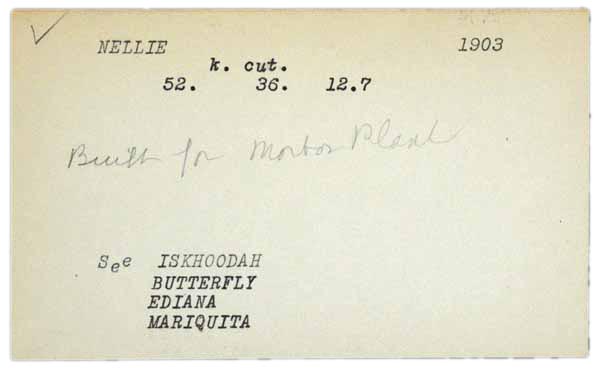 NELLIE 1903
k. cut.
52. 36. 12.7
Built for Morton Plant
See ISKHOODAH
BUTTERFLY
EDIANA
MARIQUITA